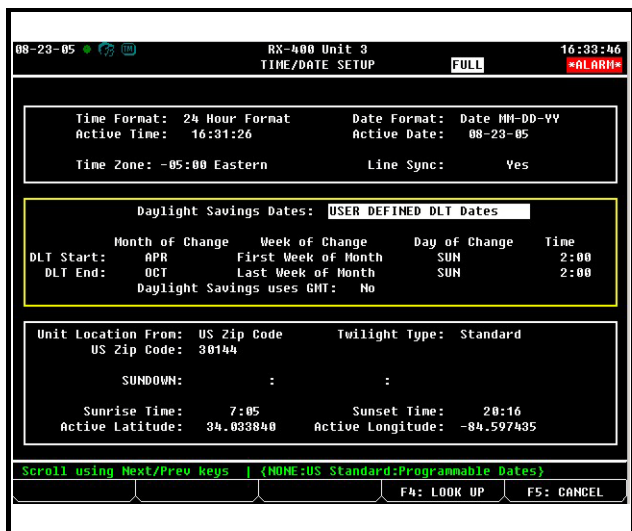 08-23-05 TM RX-400 Unit 3 16:33:46
TIME/DATE SETUP FULL *ALARM*
Time Format: 24 Hour Format Date Format: Date MM-DD-YY
Active Time: 16:31:26 Active Date: 08-23-05
Time Zone: -05:00 Eastern Line Sync: Yes
Daylight Savings Dates: USER DEFINED DLT Dates
Month of Change Week of Change Day of Change Time
DLT Start: APR First Week of Month SUN 2:00
DLT End: OCT Last Week of Month SUN 2:00
Daylight Savings uses GMT: No
Unit Location From: US Zip Code Twilight Type: Standard
US Zip Code: 30144
SUNDOWN: : :
Sunrise Time: 7:05 Sunset Time: 20:16
Active Latitude: 34.033840 Active Longitude: -84.597435
Scroll using Next/Prev keys | {NONE:US Standard:Programmable Dates}
F4: LOOK UP F5: CANCEL